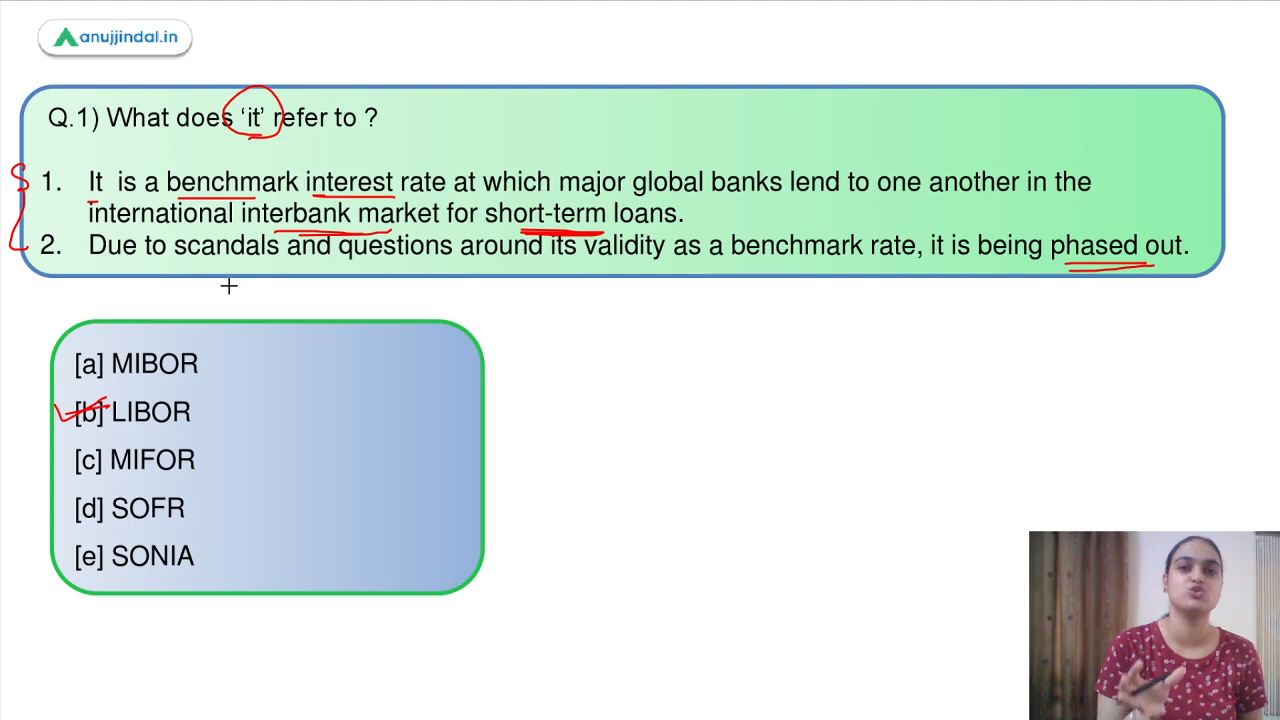 anujjindal.in
Q.1) What does ‘it’ refer to ?
1. It is a benchmark interest rate at which major global banks lend to one another in the
international interbank market for short-term loans.
2. Due to scandals and questions around its validity as a benchmark rate, it is being phased out.
[a] MIBOR
[b] LIBOR
[c] MIFOR
[d] SOFR
[e] SONIA